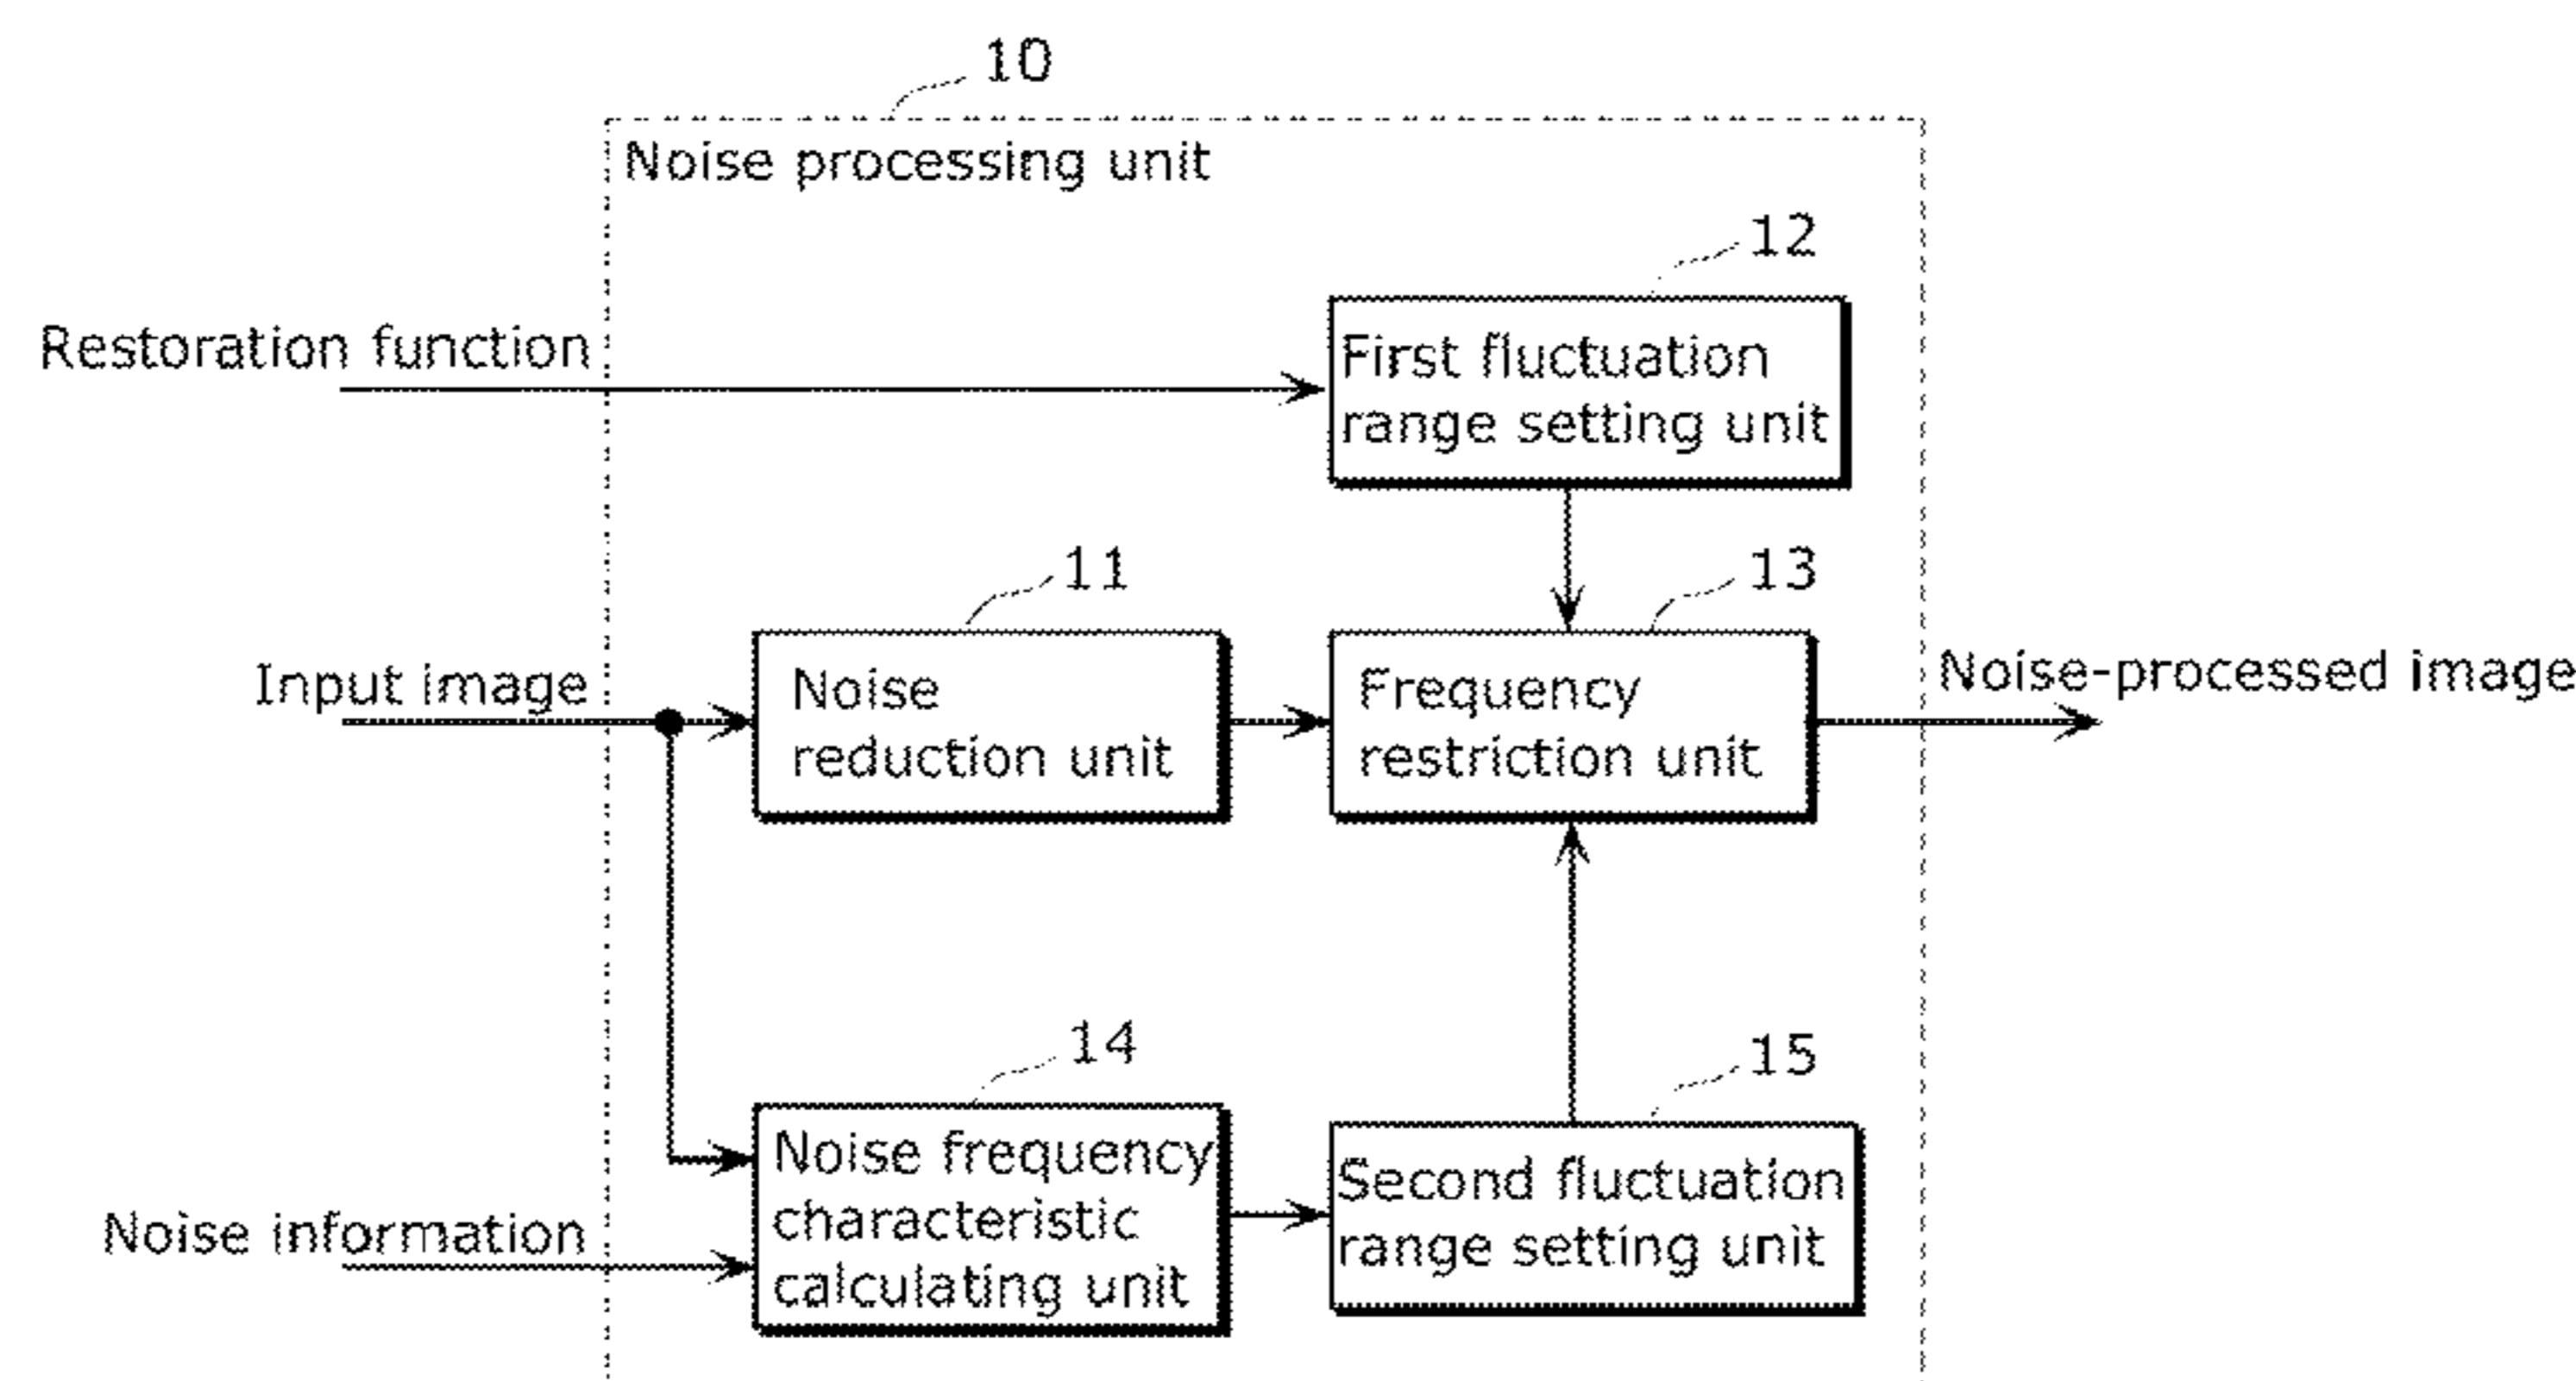 10
Noise processing unit
12
Restoration function
First fluctuation
range setting unit
11
13
Input image
Noise
reduction unit
Frequency
restriction unit
Noise-processed image
14
15
Noise information
Noise frequency
characteristic
calculating unit
Second fluctuation
range setting unit